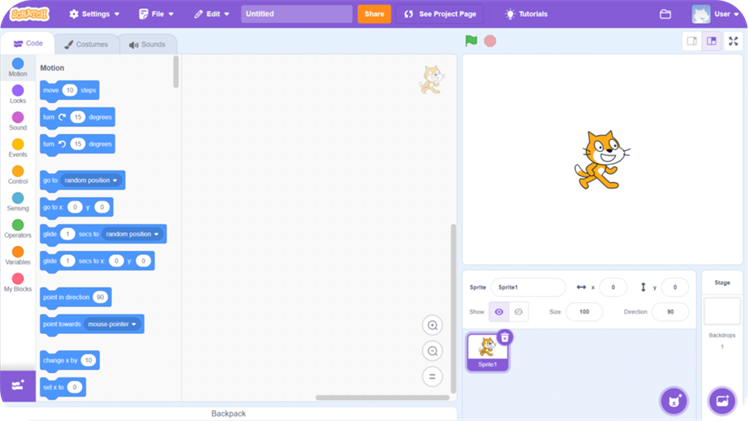 SCRATCH Settings File Edit Untitled Share See Project Page Tutorials User
Code Costumes Sounds
Motion
Looks
Sound
Events
Control
Sensing
Operators
Variables
My Blocks
Motion
move 10 steps
turn 15 degrees
turn 15 degrees
go to random position
go to x: 0 y: 0
glide 1 secs to random position
glide 1 secs to x: 0 y: 0
point in direction 90
point towards mouse-pointer
change x by 10
set x to 0
Backpack
Sprite Sprite1 x 0 y 0
Show Size 100 Direction 90
Sprite1
Stage
Backdrops
1